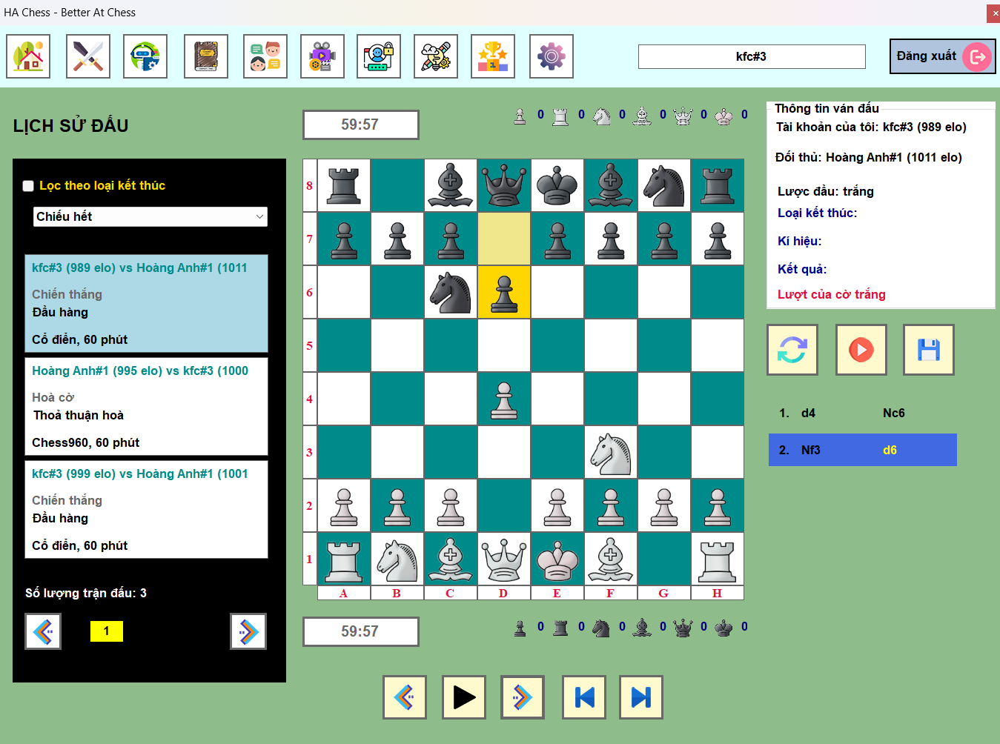 HA Chess - Better At Chess
kfc#3
Đăng xuất
LỊCH SỬ ĐẤU
Lọc theo loại kết thúc
Chiếu hết
kfc#3 (989 elo) vs Hoàng Anh#1 (1011
Chiến thắng
Đầu hàng
Cổ điển, 60 phút
Hoàng Anh#1 (995 elo) vs kfc#3 (1000
Hoà cờ
Thoả thuận hoà
Chess960, 60 phút
kfc#3 (999 elo) vs Hoàng Anh#1 (1001
Chiến thắng
Đầu hàng
Cổ điển, 60 phút
Số lượng trận đấu: 3
1
59:57
0 0 0 0 0 0
8
7
6
5
4
3
2
1
A B C D E F G H
59:57
0 0 0 0 0 0
Thông tin ván đấu
Tài khoản của tôi: kfc#3 (989 elo)
Đối thủ: Hoàng Anh#1 (1011 elo)
Lược đầu: trắng
Loại kết thúc:
Kí hiệu:
Kết quả:
Lượt của cờ trắng
1. d4 Nc6
2. Nf3 d6